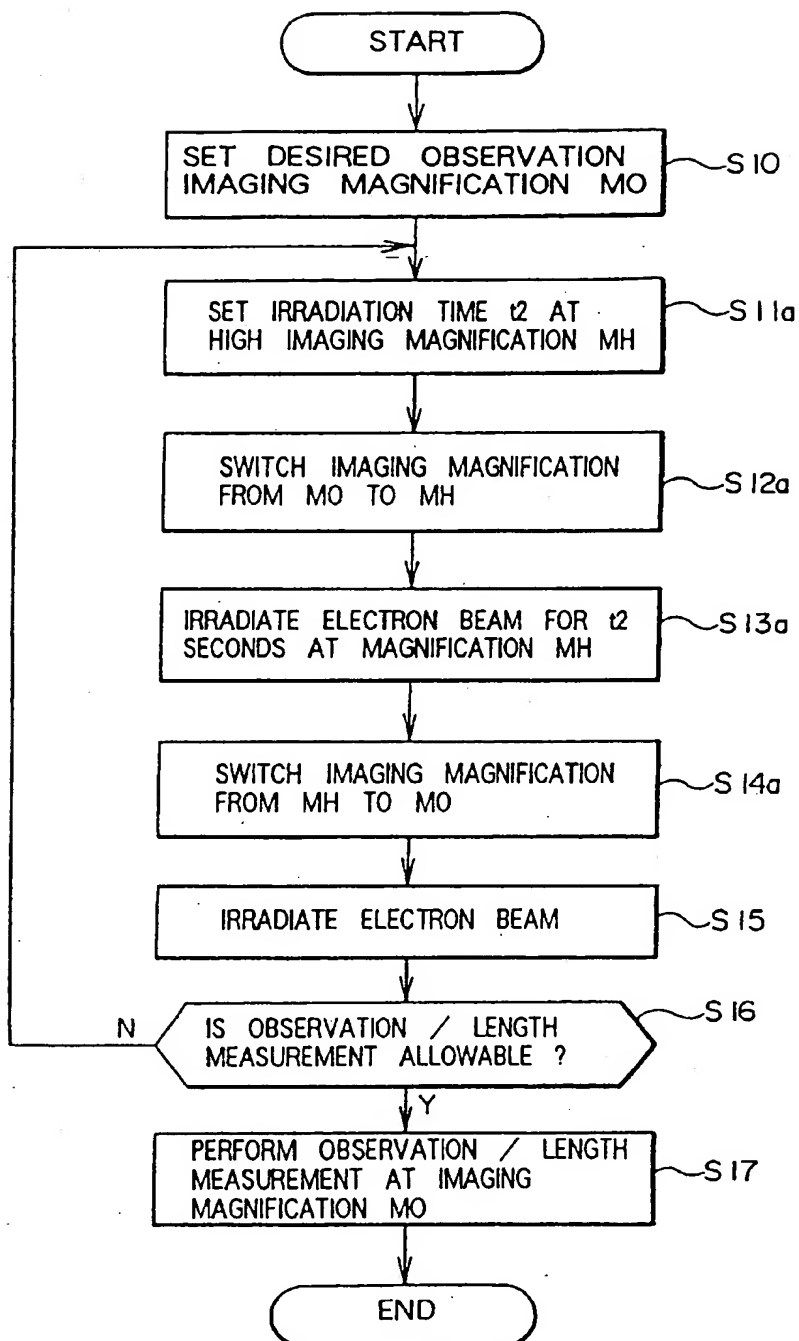 START
SET DESIRED OBSERVATION
IMAGING MAGNIFICATION MO
S10
SET IRRADIATION TIME t2 AT
HIGH IMAGING MAGNIFICATION MH
S11a
SWITCH IMAGING MAGNIFICATION
FROM MO TO MH
S12a
IRRADIATE ELECTRON BEAM FOR t2
SECONDS AT MAGNIFICATION MH
S13a
SWITCH IMAGING MAGNIFICATION
FROM MH TO MO
S14a
IRRADIATE ELECTRON BEAM
S15
N
IS OBSERVATION / LENGTH
MEASUREMENT ALLOWABLE ?
S16
Y
PERFORM OBSERVATION / LENGTH
MEASUREMENT AT IMAGING
MAGNIFICATION MO
S17
END